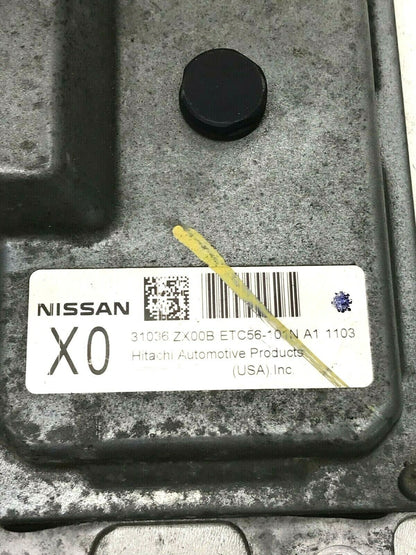 NISSAN
X0
31036 ZX00B ETC56-101N A1 1103
Hitachi Automotive Products
(USA),Inc.